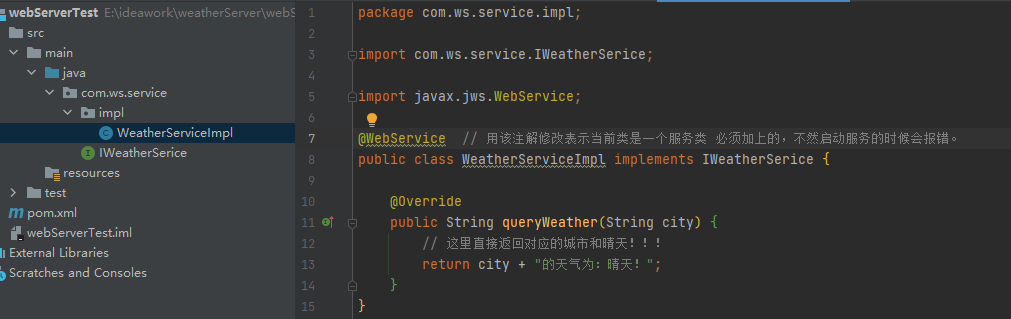 webServerTest E:\ideawork\weatherServer\webS
src
main
java
com.ws.service
impl
WeatherServiceImpl
IWeatherSerice
resources
test
pom.xml
webServerTest.iml
External Libraries
Scratches and Consoles
1 package com.ws.service.impl;
2
3 import com.ws.service.IWeatherSerice;
4
5 import javax.jws.WebService;
6
7 @WebService // 用该注解修改表示当前类是一个服务类 必须加上的，不然启动服务的时候会报错。
8 public class WeatherServiceImpl implements IWeatherSerice {
9
10 @Override
11 public String queryWeather(String city) {
12 // 这里直接返回对应的城市和晴天！！！
13 return city + "的天气为：晴天！";
14 }
15 }